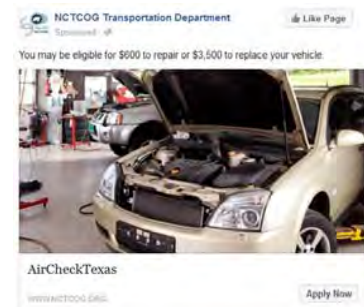 NCTCOG Transportation Department
Like Page
Sponsored
You may be eligible for $600 to repair or $3,500 to replace your vehicle.
AirCheckTexas
WWW.NCTCOG.ORG
Apply Now